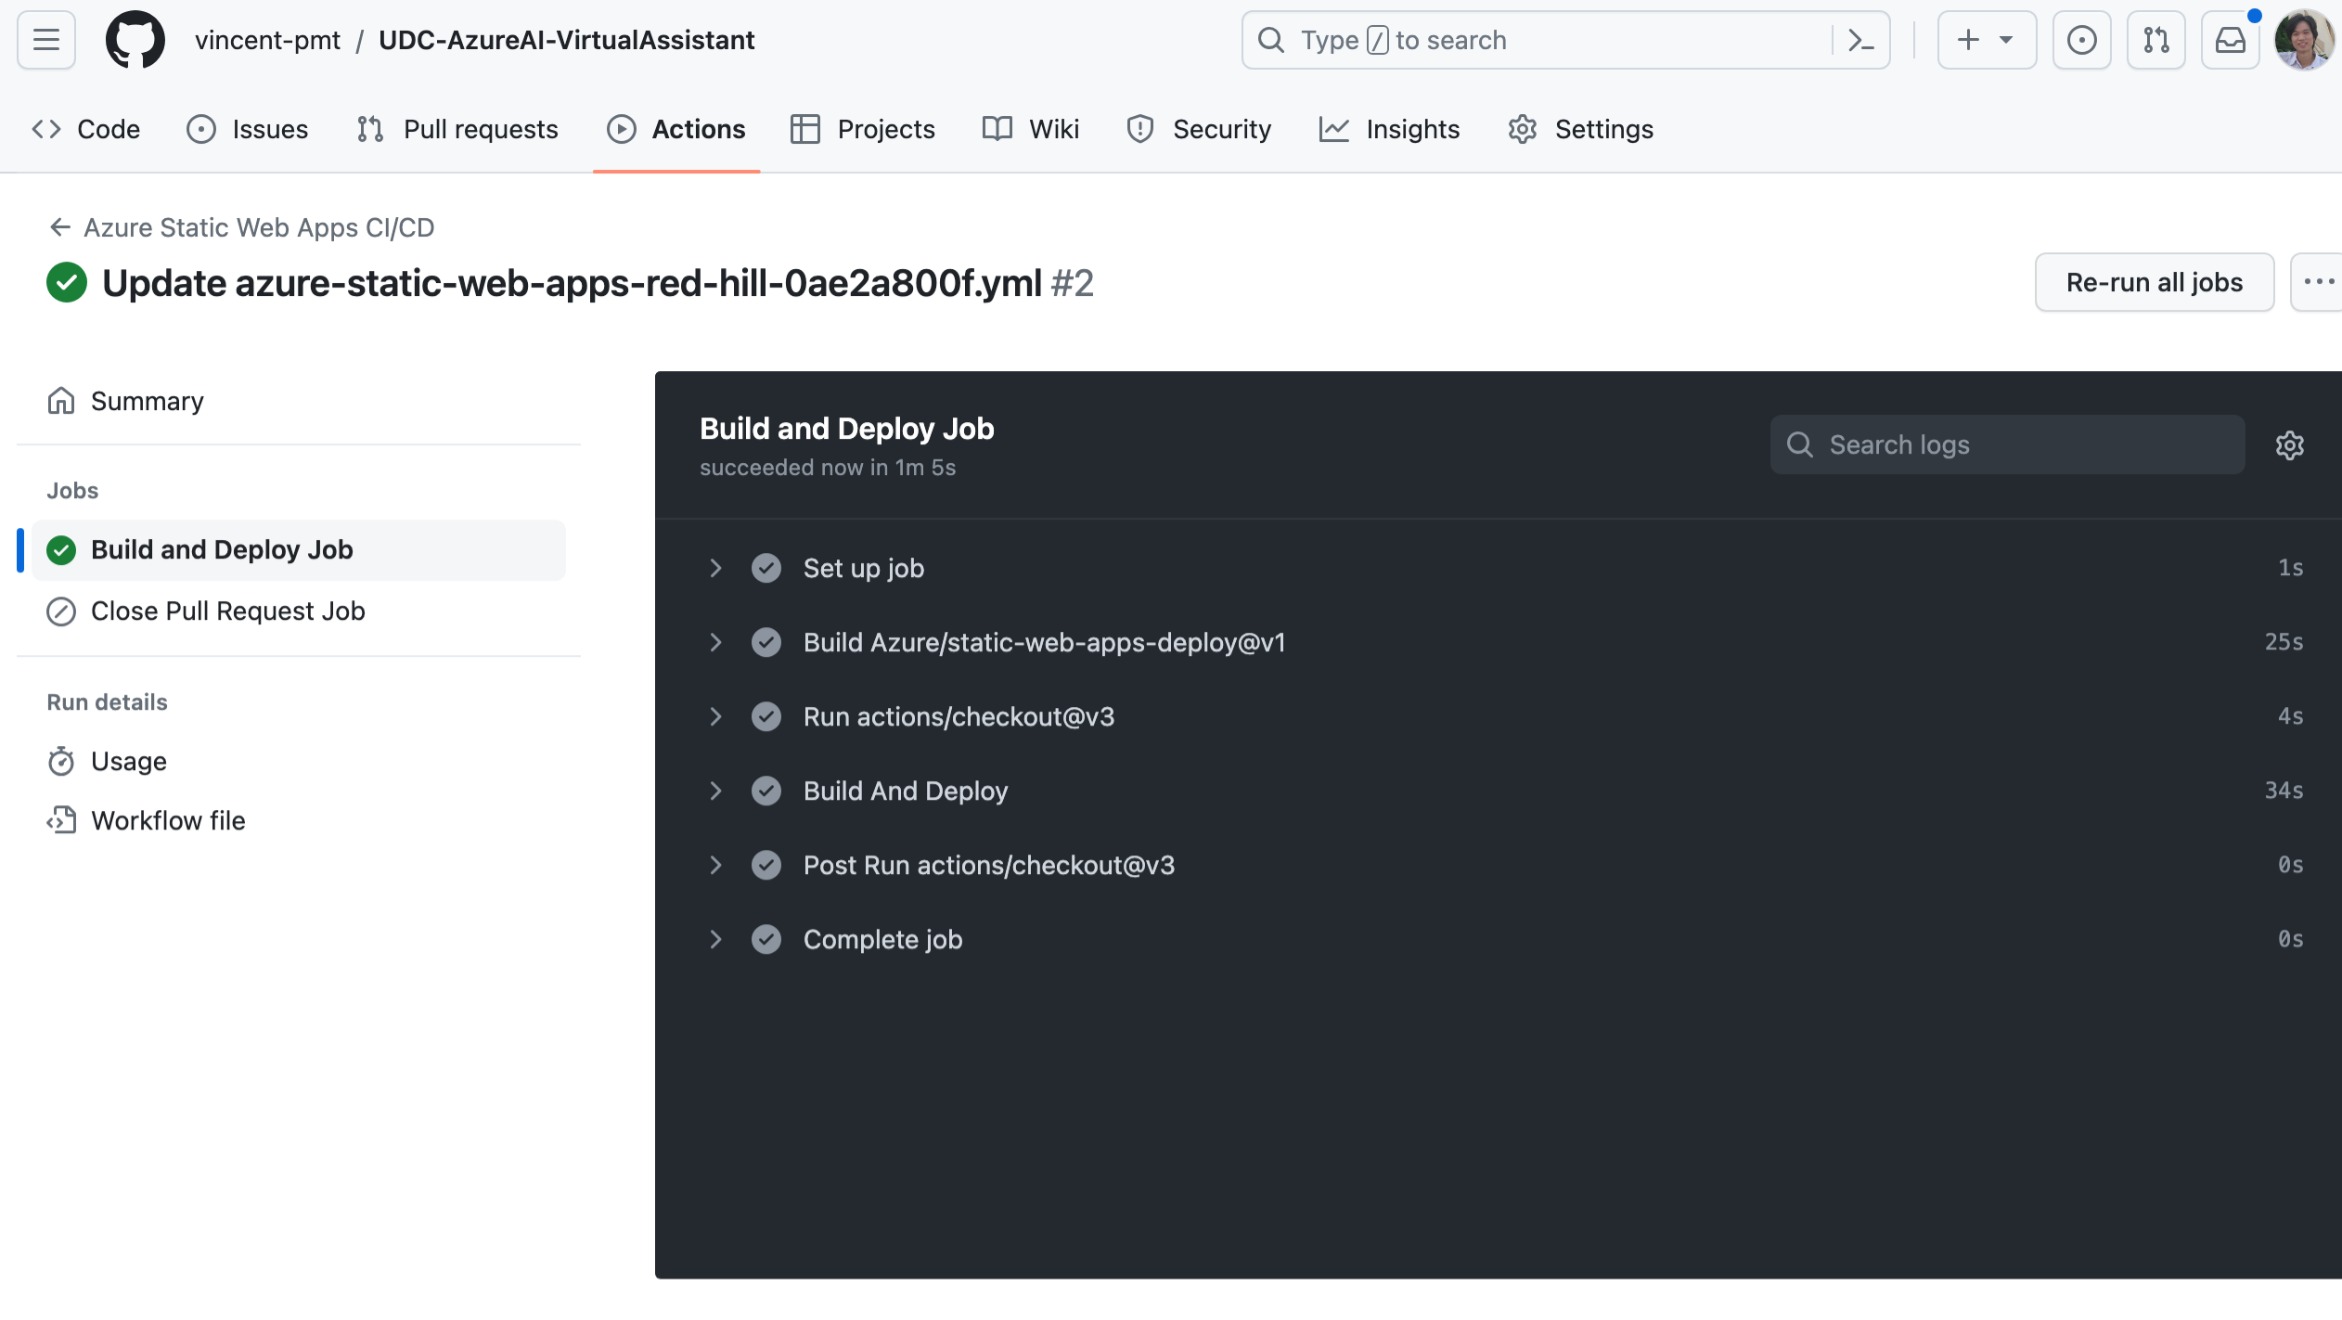 vincent-pmt / UDC-AzureAI-VirtualAssistant
Type / to search
Code Issues Pull requests Actions Projects Wiki Security Insights Settings
Azure Static Web Apps CI/CD
Update azure-static-web-apps-red-hill-0ae2a800f.yml #2
Re-run all jobs
Summary
Jobs
Build and Deploy Job
Close Pull Request Job
Run details
Usage
Workflow file
Build and Deploy Job
succeeded now in 1m 5s
Search logs
Set up job 1s
Build Azure/static-web-apps-deploy@v1 25s
Run actions/checkout@v3 4s
Build And Deploy 34s
Post Run actions/checkout@v3 0s
Complete job 0s